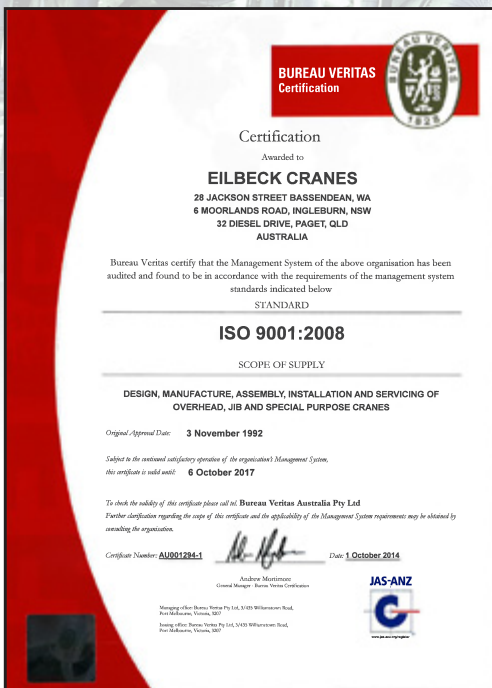 BUREAU VERITAS
Certification
BUREAU VERITAS
1828
Certification
Awarded to
EILBECK CRANES
28 JACKSON STREET BASSENDEAN, WA
6 MOORLANDS ROAD, INGLEBURN, NSW
32 DIESEL DRIVE, PAGET, QLD
AUSTRALIA
Bureau Veritas certify that the Management System of the above organisation has been
audited and found to be in accordance with the requirements of the management system
standards indicated below
STANDARD
ISO 9001:2008
SCOPE OF SUPPLY
DESIGN, MANUFACTURE, ASSEMBLY, INSTALLATION AND SERVICING OF
OVERHEAD, JIB AND SPECIAL PURPOSE CRANES
Original Approval Date: 3 November 1992
Subject to the continued satisfactory operation of the organisation's Management System,
this certificate is valid until: 6 October 2017
To check the validity of this certificate please call tel. Bureau Veritas Australia Pty Ltd
Further clarification regarding the scope of this certificate and the applicability of the Management System requirements may be obtained by
consulting the organisation.
Certificate Number: AU001294-1 Date: 1 October 2014
Andrew Mortimore
General Manager - Bureau Veritas Certification
JAS-ANZ
Managing office: Bureau Veritas Pty Ltd, 3/435 Williamstown Road,
Port Melbourne, Victoria, 3207
Issuing office: Bureau Veritas Pty Ltd, 3/435 Williamstown Road,
Port Melbourne, Victoria, 3207
www.jas-anz.org/register